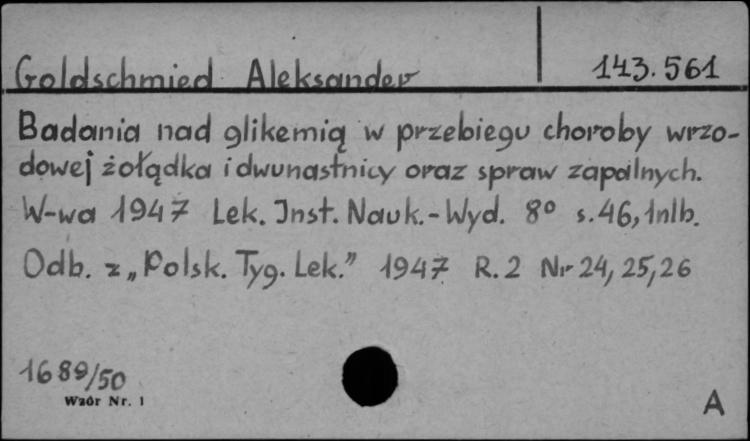 Goldschmied Aleksander 143.561
Badania nad glikemią w przebiegu choroby wrzo-
dowej żołądka i dwunastnicy oraz spraw zapalnych.
W-wa 1947 Lek. Inst. Nauk.-Wyd. 8° s.46, 1nlb.
Odb. z „Polsk. Tyg. Lek.” 1947 R.2 Nr 24, 25, 26
1689/50
Wzór Nr. 1
A